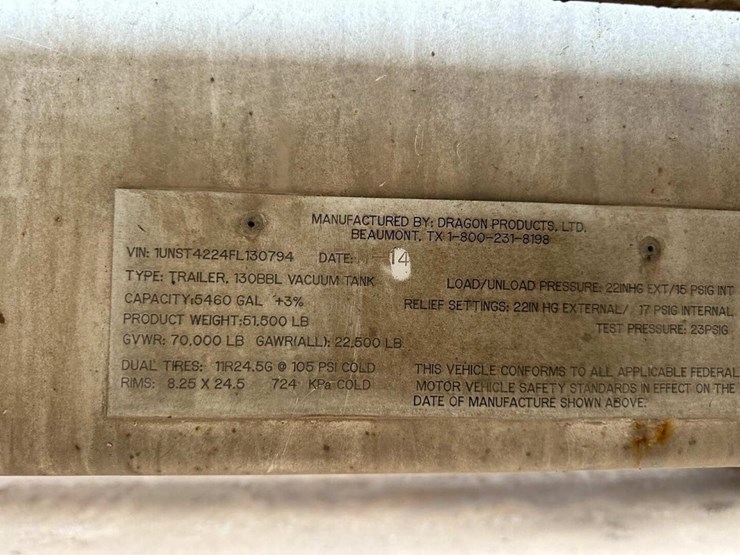 MANUFACTURED BY: DRAGON PRODUCTS, LTD.
BEAUMONT, TX 1-800-231-8198
VIN: 1UNST4224FL130794 DATE: -14
TYPE: TRAILER, 130BBL VACUUM TANK
CAPACITY:5460 GAL +3%
PRODUCT WEIGHT:51,500 LB
GVWR: 70,000 LB GAWR(ALL): 22,500 LB
DUAL TIRES: 11R24.5G @ 105 PSI COLD
RIMS: 8.25 X 24.5 724 KPa COLD
LOAD/UNLOAD PRESSURE: 22INHG EXT/15 PSIG INT
RELIEF SETTINGS: 22IN HG EXTERNAL/ 17 PSIG INTERNAL
TEST PRESSURE: 23PSIG
THIS VEHICLE CONFORMS TO ALL APPLICABLE FEDERAL
MOTOR VEHICLE SAFETY STANDARDS IN EFFECT ON THE
DATE OF MANUFACTURE SHOWN ABOVE.